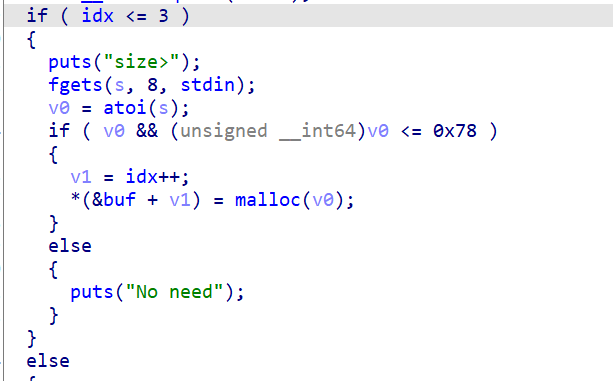 if ( idx <= 3 )
{
puts("size>");
fgets(s, 8, stdin);
v0 = atoi(s);
if ( v0 && (unsigned __int64)v0 <= 0x78 )
{
v1 = idx++;
*(&buf + v1) = malloc(v0);
}
else
{
puts("No need");
}
}
else